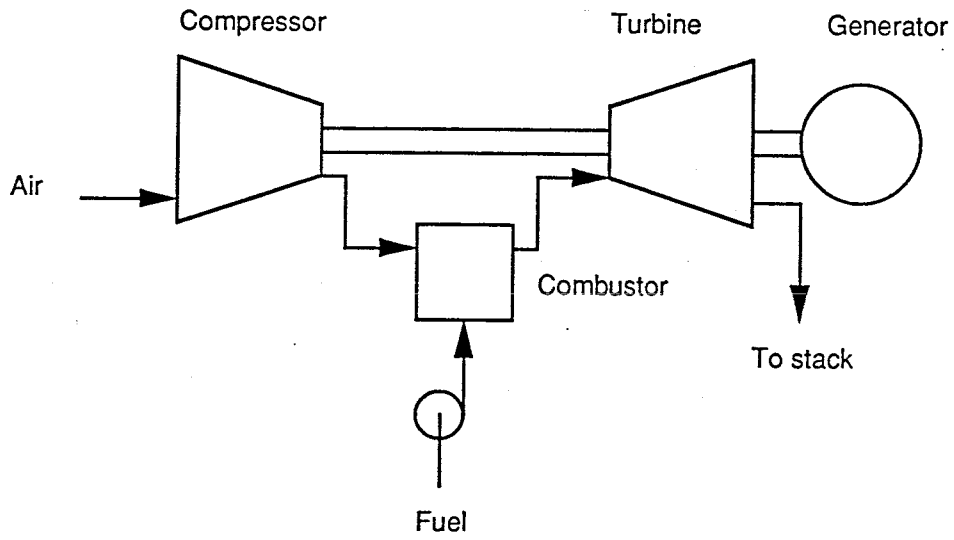 Compressor
Turbine
Generator
Air
Combustor
To stack
Fuel